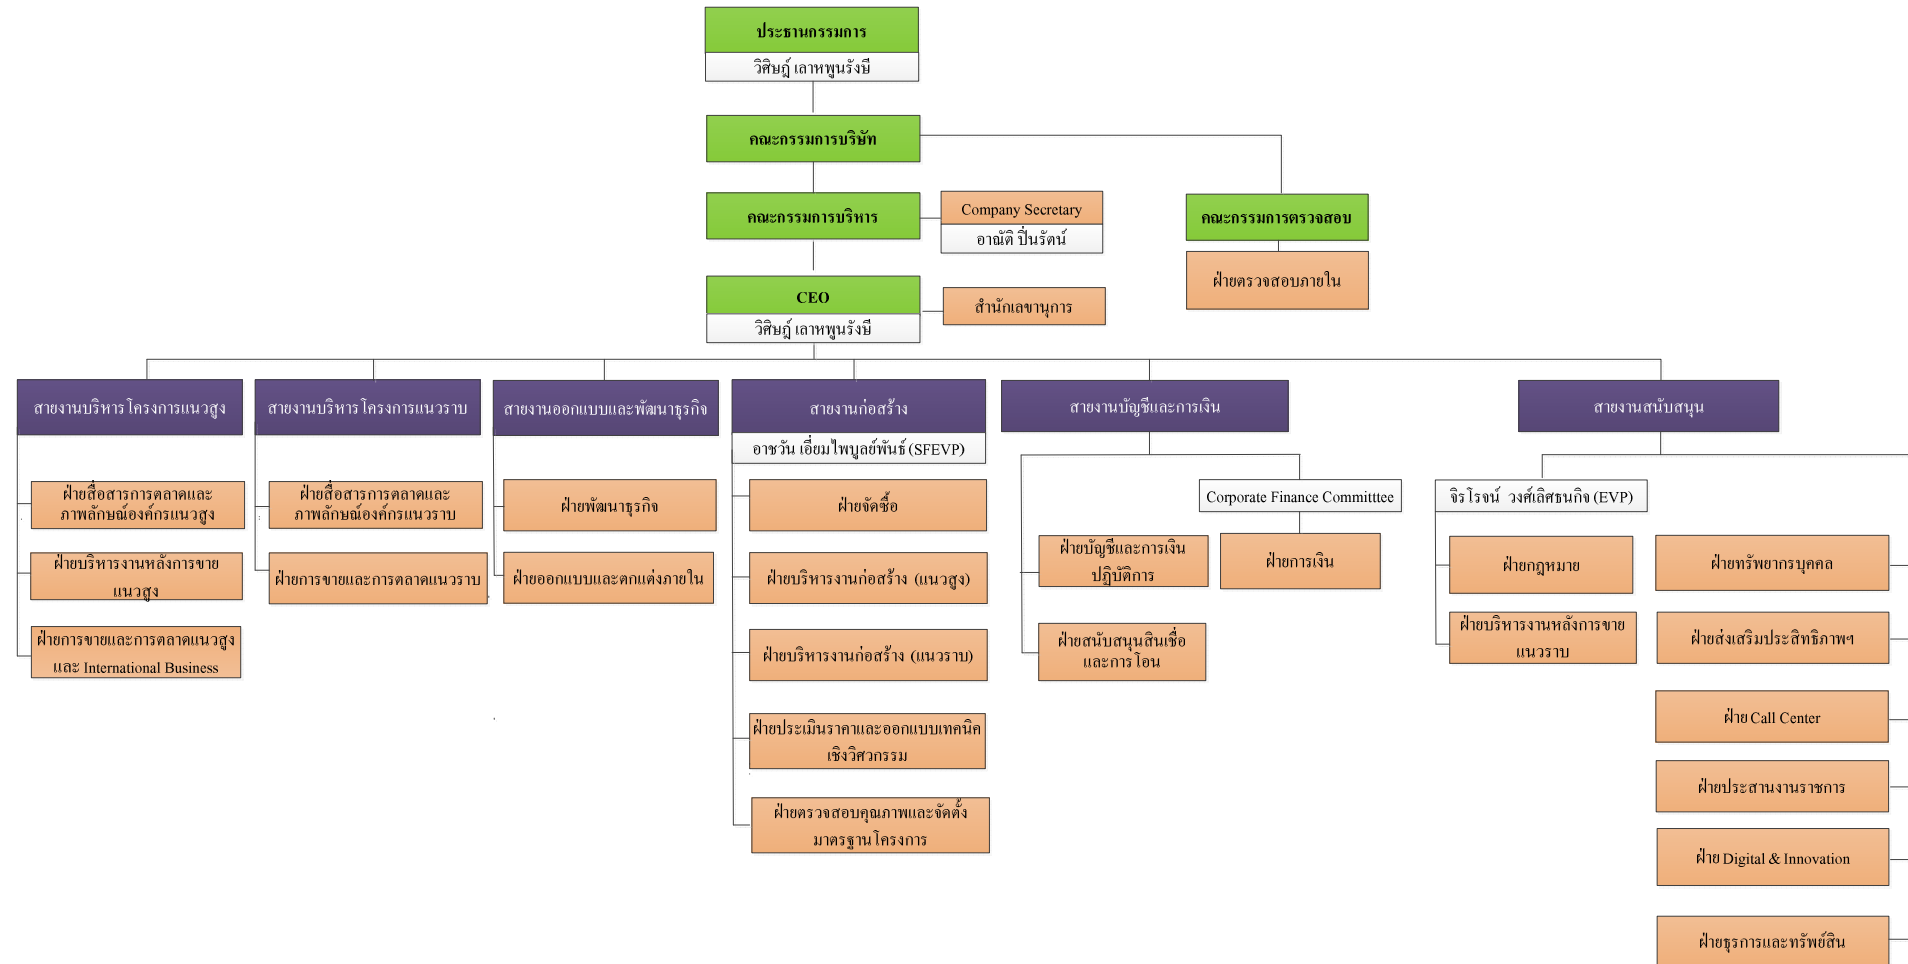 ประธานกรรมการ
วิศิษฎ์ เลาหพูนรังษี
คณะกรรมการบริษัท
คณะกรรมการบริหาร
Company Secretary
อาณัติ ปิ่นรัตน์
คณะกรรมการตรวจสอบ
ฝ่ายตรวจสอบภายใน
CEO
วิศิษฎ์ เลาหพูนรังษี
สำนักเลขานุการ
สายงานบริหารโครงการแนวสูง
ฝ่ายสื่อสารการตลาดและ
ภาพลักษณ์องค์กรแนวสูง
ฝ่ายบริหารงานหลังการขาย
แนวสูง
ฝ่ายการขายและการตลาดแนวสูง
และ International Business
สายงานบริหารโครงการแนวราบ
ฝ่ายสื่อสารการตลาดและ
ภาพลักษณ์องค์กรแนวราบ
ฝ่ายการขายและการตลาดแนวราบ
สายงานออกแบบและพัฒนาธุรกิจ
ฝ่ายพัฒนาธุรกิจ
ฝ่ายออกแบบและตกแต่งภายใน
สายงานก่อสร้าง
อาชวัน เอี่ยมไพบูลย์พันธ์ (SFEVP)
ฝ่ายจัดซื้อ
ฝ่ายบริหารงานก่อสร้าง (แนวสูง)
ฝ่ายบริหารงานก่อสร้าง (แนวราบ)
ฝ่ายประเมินราคาและออกแบบเทคนิค
เชิงวิศวกรรม
ฝ่ายตรวจสอบคุณภาพและจัดตั้ง
มาตรฐานโครงการ
สายงานบัญชีและการเงิน
ฝ่ายบัญชีและการเงิน
ปฏิบัติการ
ฝ่ายสนับสนุนสินเชื่อ
และการโอน
Corporate Finance Committtee
ฝ่ายการเงิน
สายงานสนับสนุน
จิรโรจน์ วงศ์เลิศธนกิจ (EVP)
ฝ่ายกฎหมาย
ฝ่ายบริหารงานหลังการขาย
แนวราบ
ฝ่ายทรัพยากรบุคคล
ฝ่ายส่งเสริมประสิทธิภาพฯ
ฝ่าย Call Center
ฝ่ายประสานงานราชการ
ฝ่าย Digital & Innovation
ฝ่ายธุรการและทรัพย์สิน